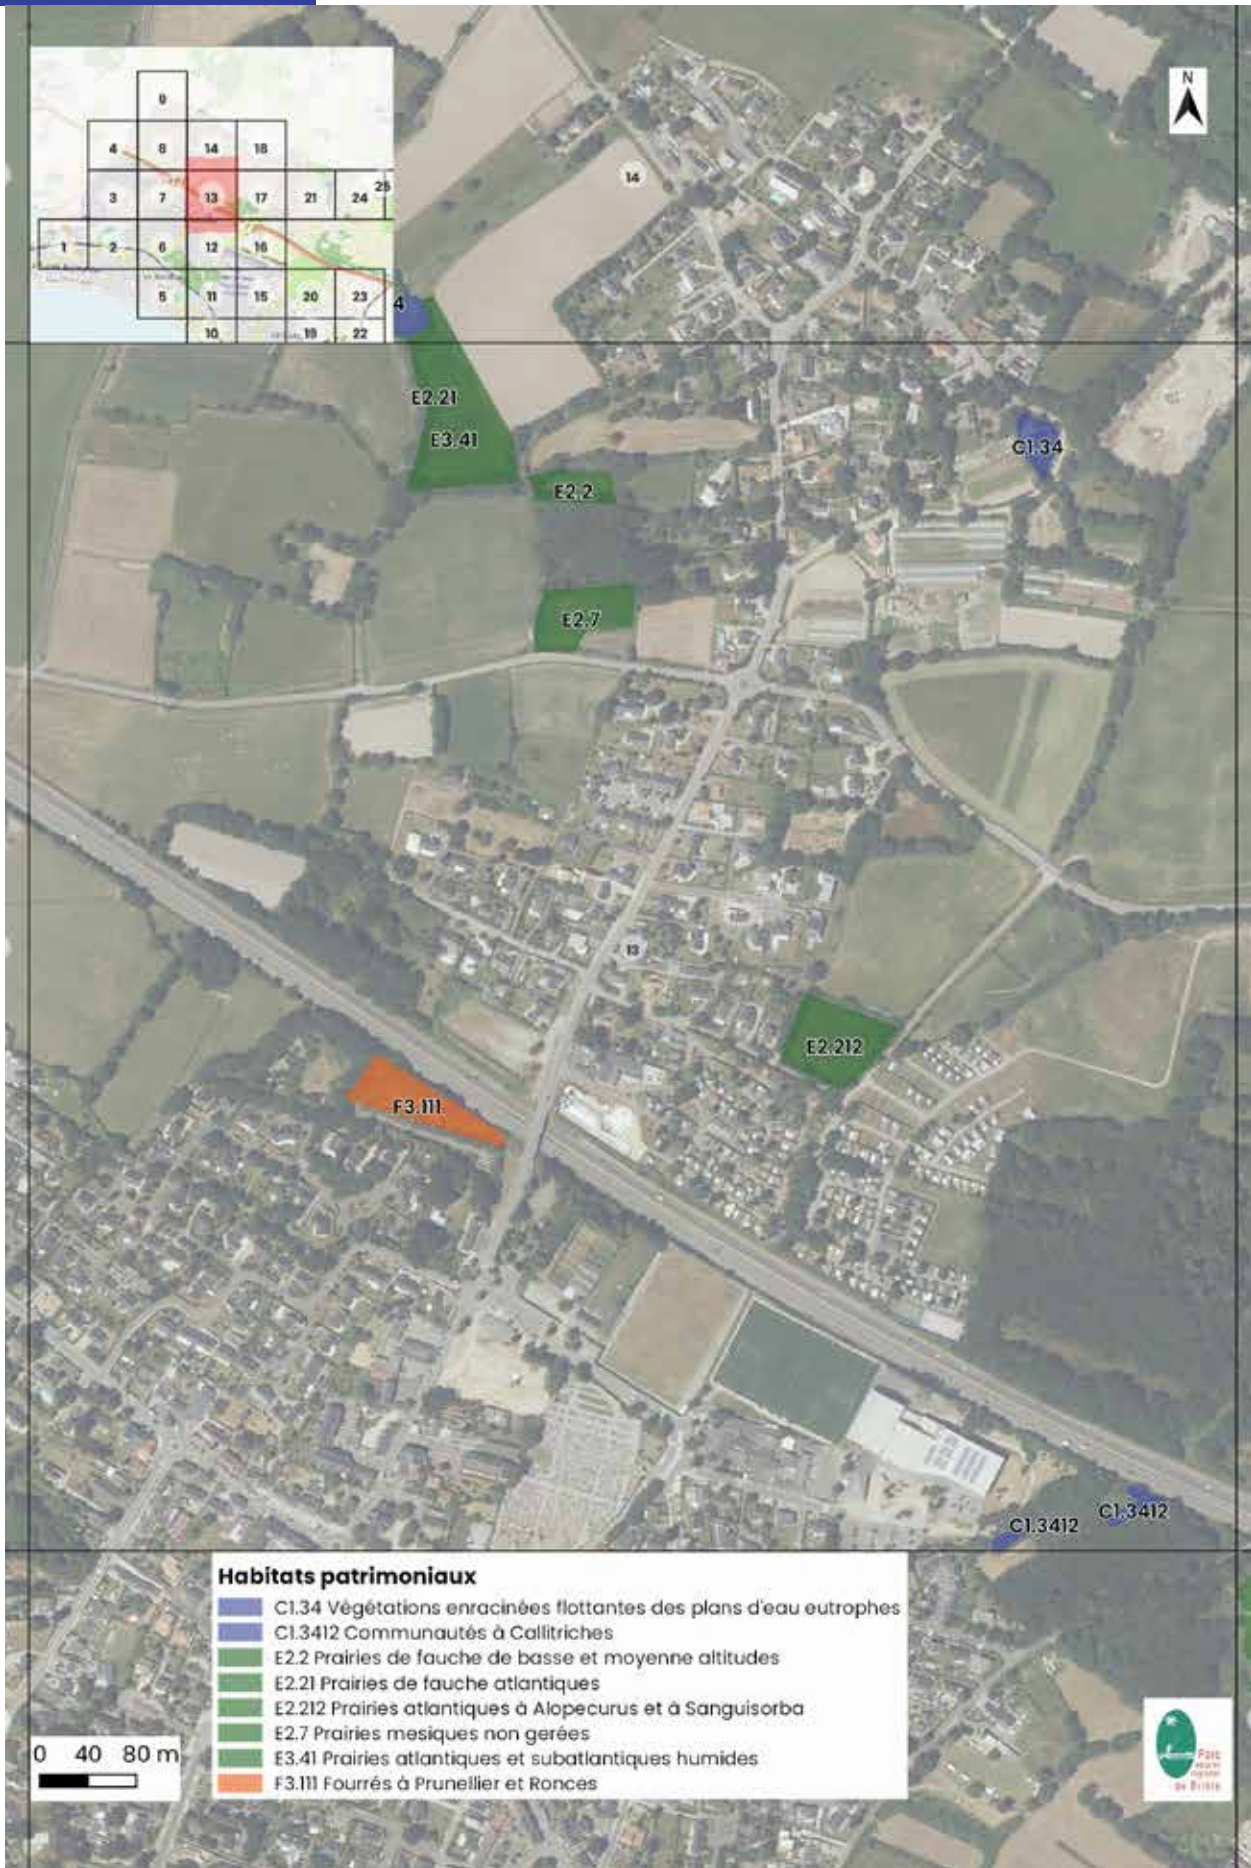 N
9
4 8 14 18
3 7 13 17 21 24 25
1 2 6 12 16
5 11 15 20 23
10 19 22
14
4
E2.21
E3.41
C1.34
E2.2
E2.7
13
E2.212
F3.111
C1.3412
C1.3412
Habitats patrimoniaux
C1.34 Végétations enracinées flottantes des plans d'eau eutrophes
C1.3412 Communautés à Callitriches
E2.2 Prairies de fauche de basse et moyenne altitudes
E2.21 Prairies de fauche atlantiques
E2.212 Prairies atlantiques à Alopecurus et à Sanguisorba
E2.7 Prairies mesiques non gerées
E3.41 Prairies atlantiques et subatlantiques humides
F3.111 Fourrés à Prunellier et Ronces
0 40 80 m
Parc
naturel
régional
de Brière